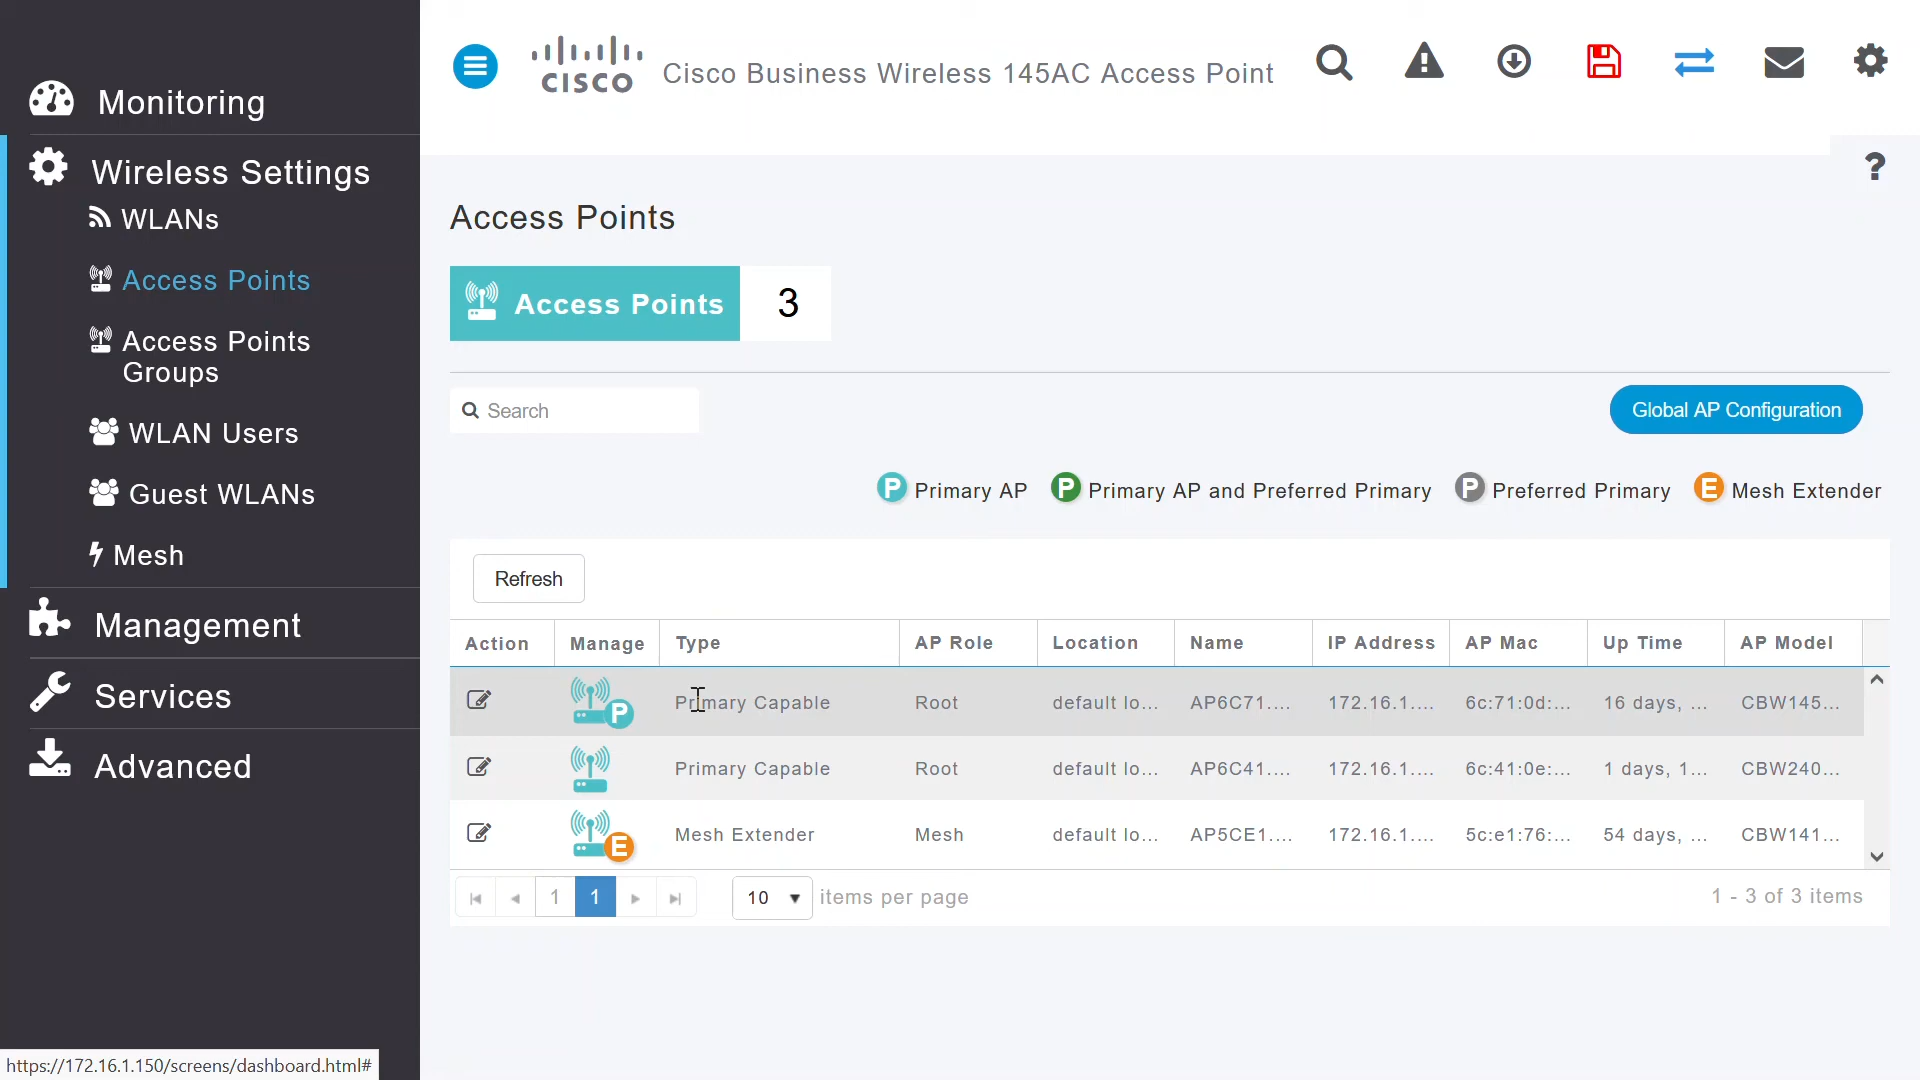 Monitoring
Wireless Settings
WLANs
Access Points
Access Points
Groups
WLAN Users
Guest WLANs
Mesh
Management
Services
Advanced
https://172.16.1.150/screens/dashboard.html#
CISCO
Cisco Business Wireless 145AC Access Point
?
Access Points
Access Points 3
Search
Global AP Configuration
P Primary AP P Primary AP and Preferred Primary P Preferred Primary E Mesh Extender
Refresh
Action Manage Type AP Role Location Name IP Address AP Mac Up Time AP Model
P Primary Capable Root default lo... AP6C71.... 172.16.1.... 6c:71:0d:... 16 days, ... CBW145...
Primary Capable Root default lo... AP6C41.... 172.16.1.... 6c:41:0e:... 1 days, 1... CBW240...
E Mesh Extender Mesh default lo... AP5CE1.... 172.16.1.... 5c:e1:76:... 54 days, ... CBW141...
1 1 10 items per page 1 - 3 of 3 items